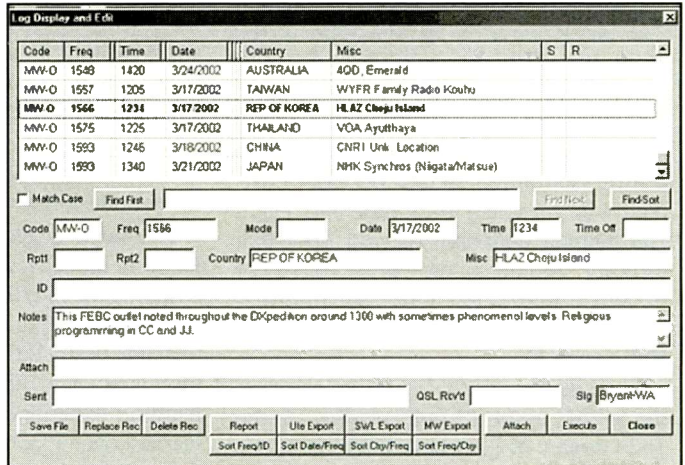 Log Display and Edit
Code Freq Time Date Country Misc S R
MW-O 1548 1420 3/24/2002 AUSTRALIA 4QD, Emerald
MW-O 1557 1205 3/17/2002 TAIWAN WYFR Family Radio Kouhu
MW-O 1566 1234 3/17/2002 REP OF KOREA HLAZ Cheju Island
MW-O 1575 1225 3/17/2002 THAILAND VOA Ayutthaya
MW-O 1593 1246 3/18/2002 CHINA CNR1 Unk. Location
MW-O 1593 1340 3/21/2002 JAPAN NHK Synchros (Niigata/Matsue)
Match Case Find First Find Next Find-Sort
Code MW-O Freq 1566 Mode Date 3/17/2002 Time 1234 Time Off
Rpt1 Rpt2 Country REP OF KOREA Misc HLAZ Cheju Island
ID
Notes This FEBC outlet noted throughout the DXpedition around 1300 with sometimes phenomenol levels. Religious
programming in CC and JJ.
Attach
Sent QSL Rcv'd Sig Bryant-WA
Save File Replace Rec Delete Rec Report Ute Export SWL Export MW Export Attach Execute Close
Sort Freq/ID Sort Date/Freq Sort Cty/Freq Sort Freq/Cty